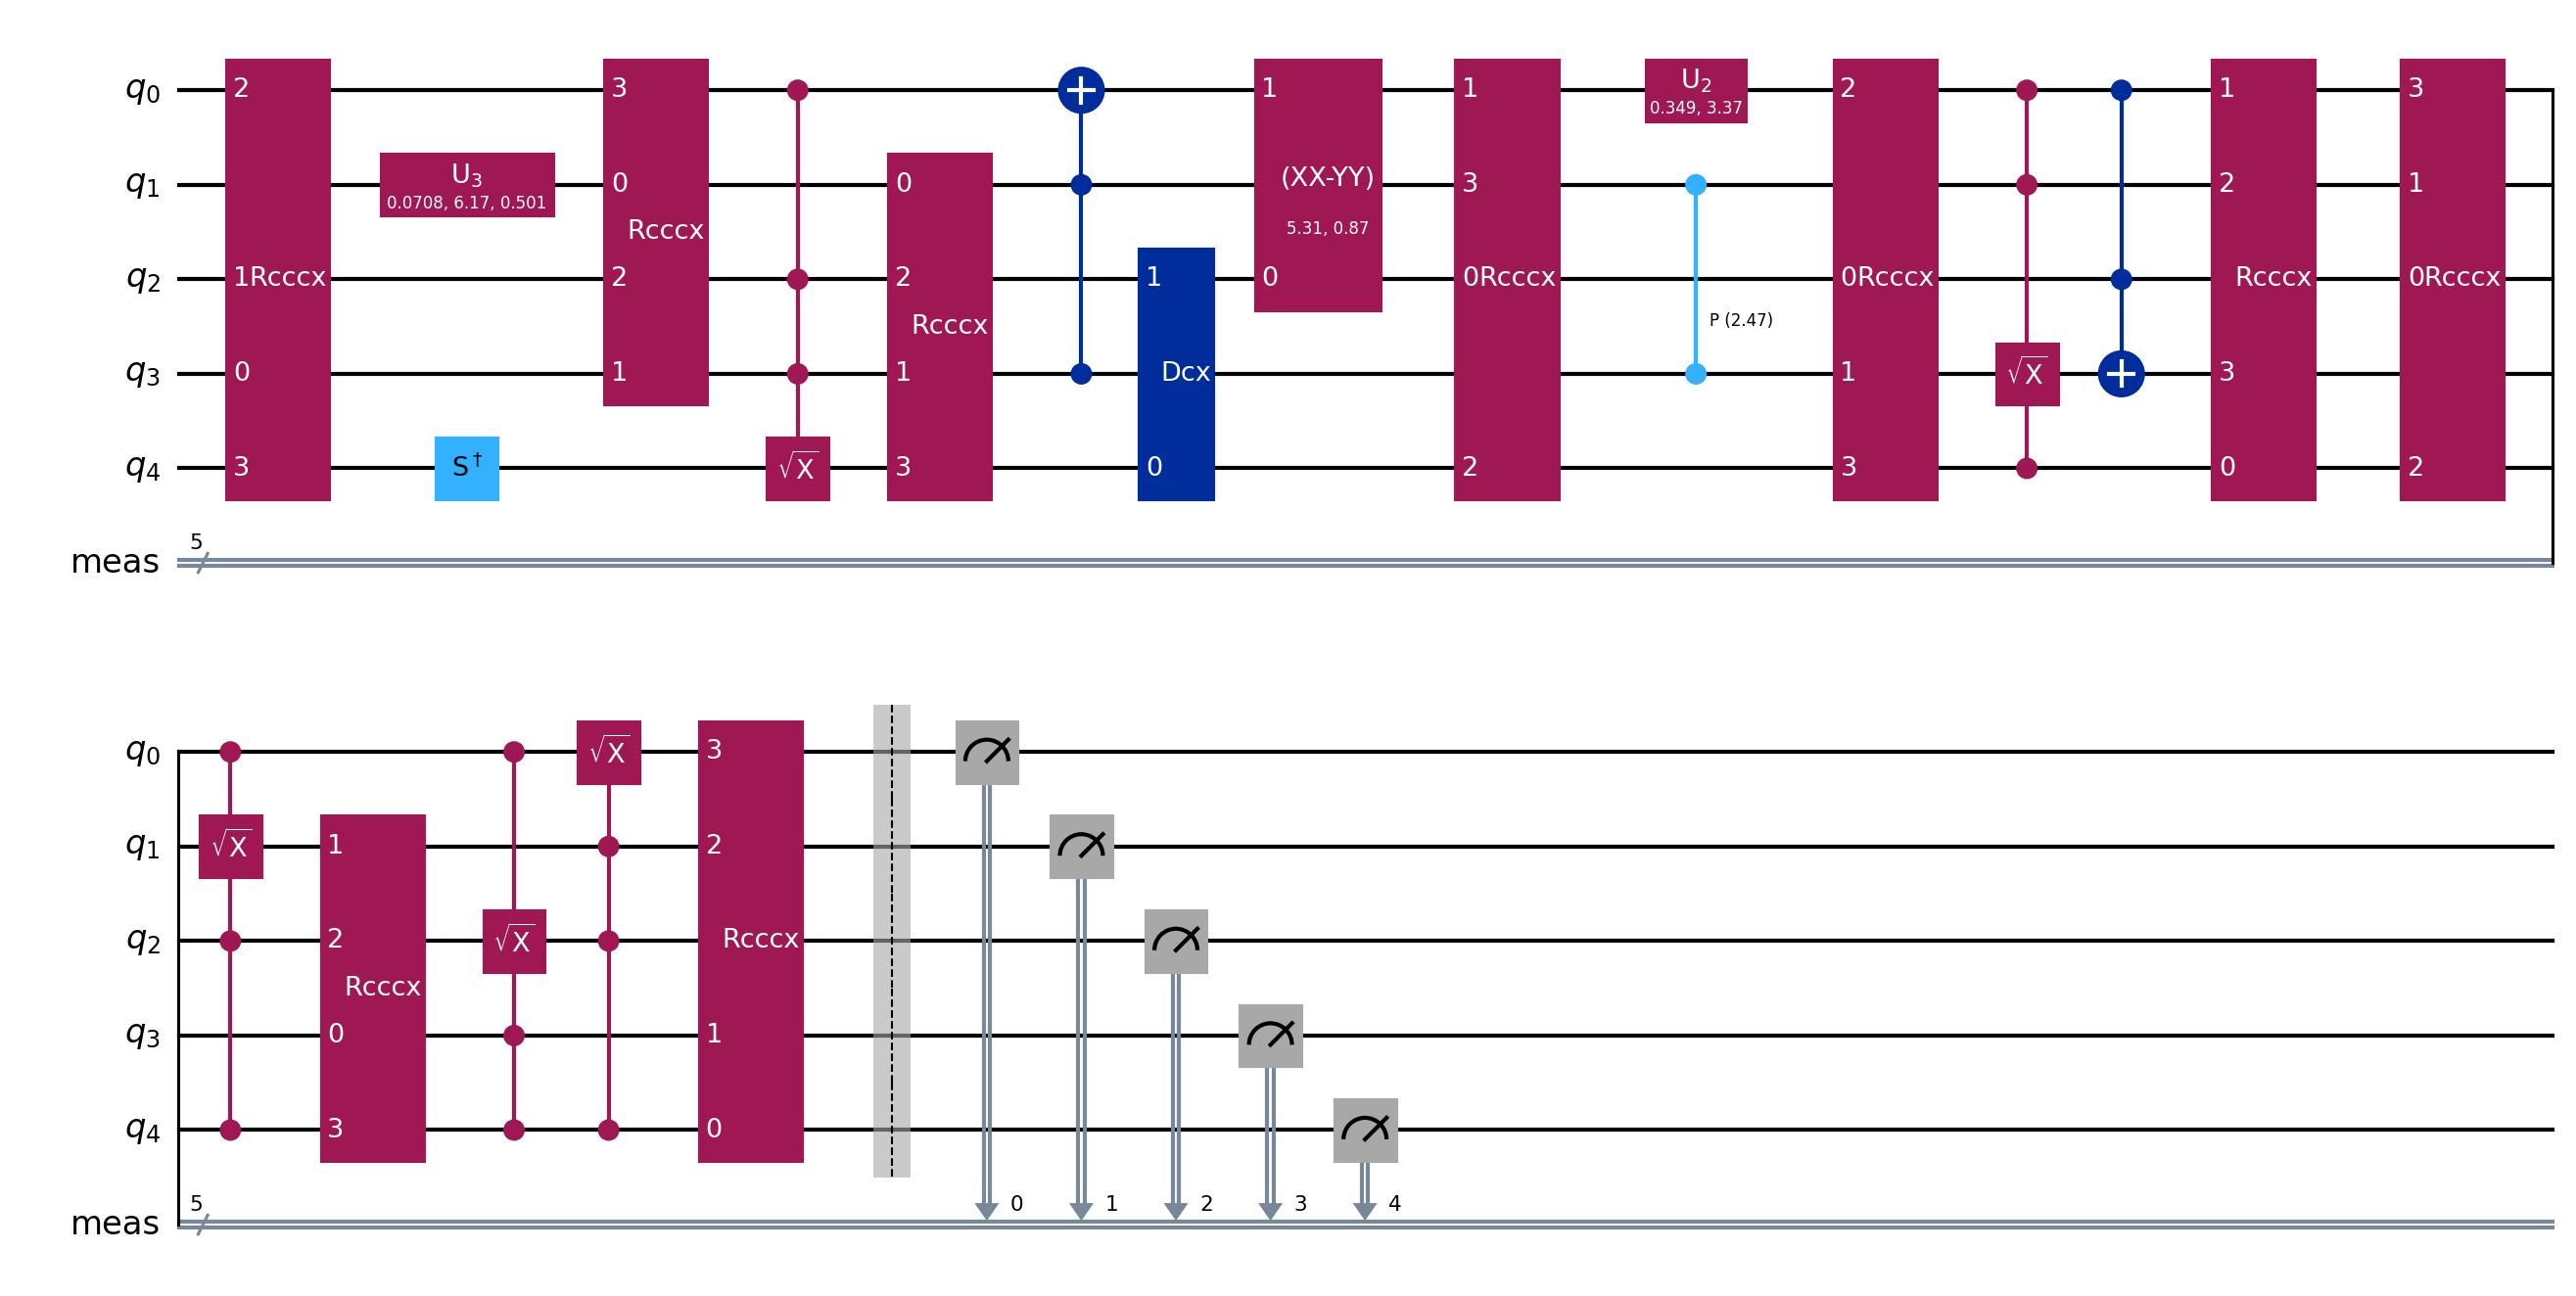 q0 2 3 1 1 U2 0.349, 3.37 2 1 3
q1 U3 0.0708, 6.17, 0.501 0 Rcccx 0 (XX-YY) 5.31, 0.87 3 2 1
q2 1Rcccx 2 2 Rcccx 1 0 0Rcccx P (2.47) 0Rcccx Rcccx 0Rcccx
q3 0 1 1 Dcx 1 √X 3
q4 3 S† √X 3 0 2 3 0 2
meas 5
q0 √X 3
q1 √X 1 2
q2 2 Rcccx √X Rcccx
q3 0 1
q4 3 0
meas 5 0 1 2 3 4